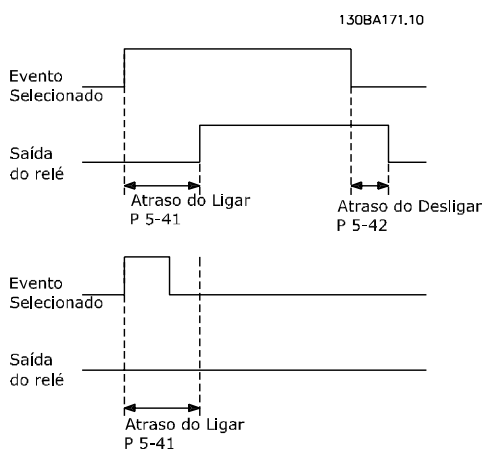 130BA171.10
Evento
Selecionado
Saída
do relé
Atraso do Ligar
P 5-41
Atraso do Desligar
P 5-42
Evento
Selecionado
Saída
do relé
Atraso do Ligar
P 5-41